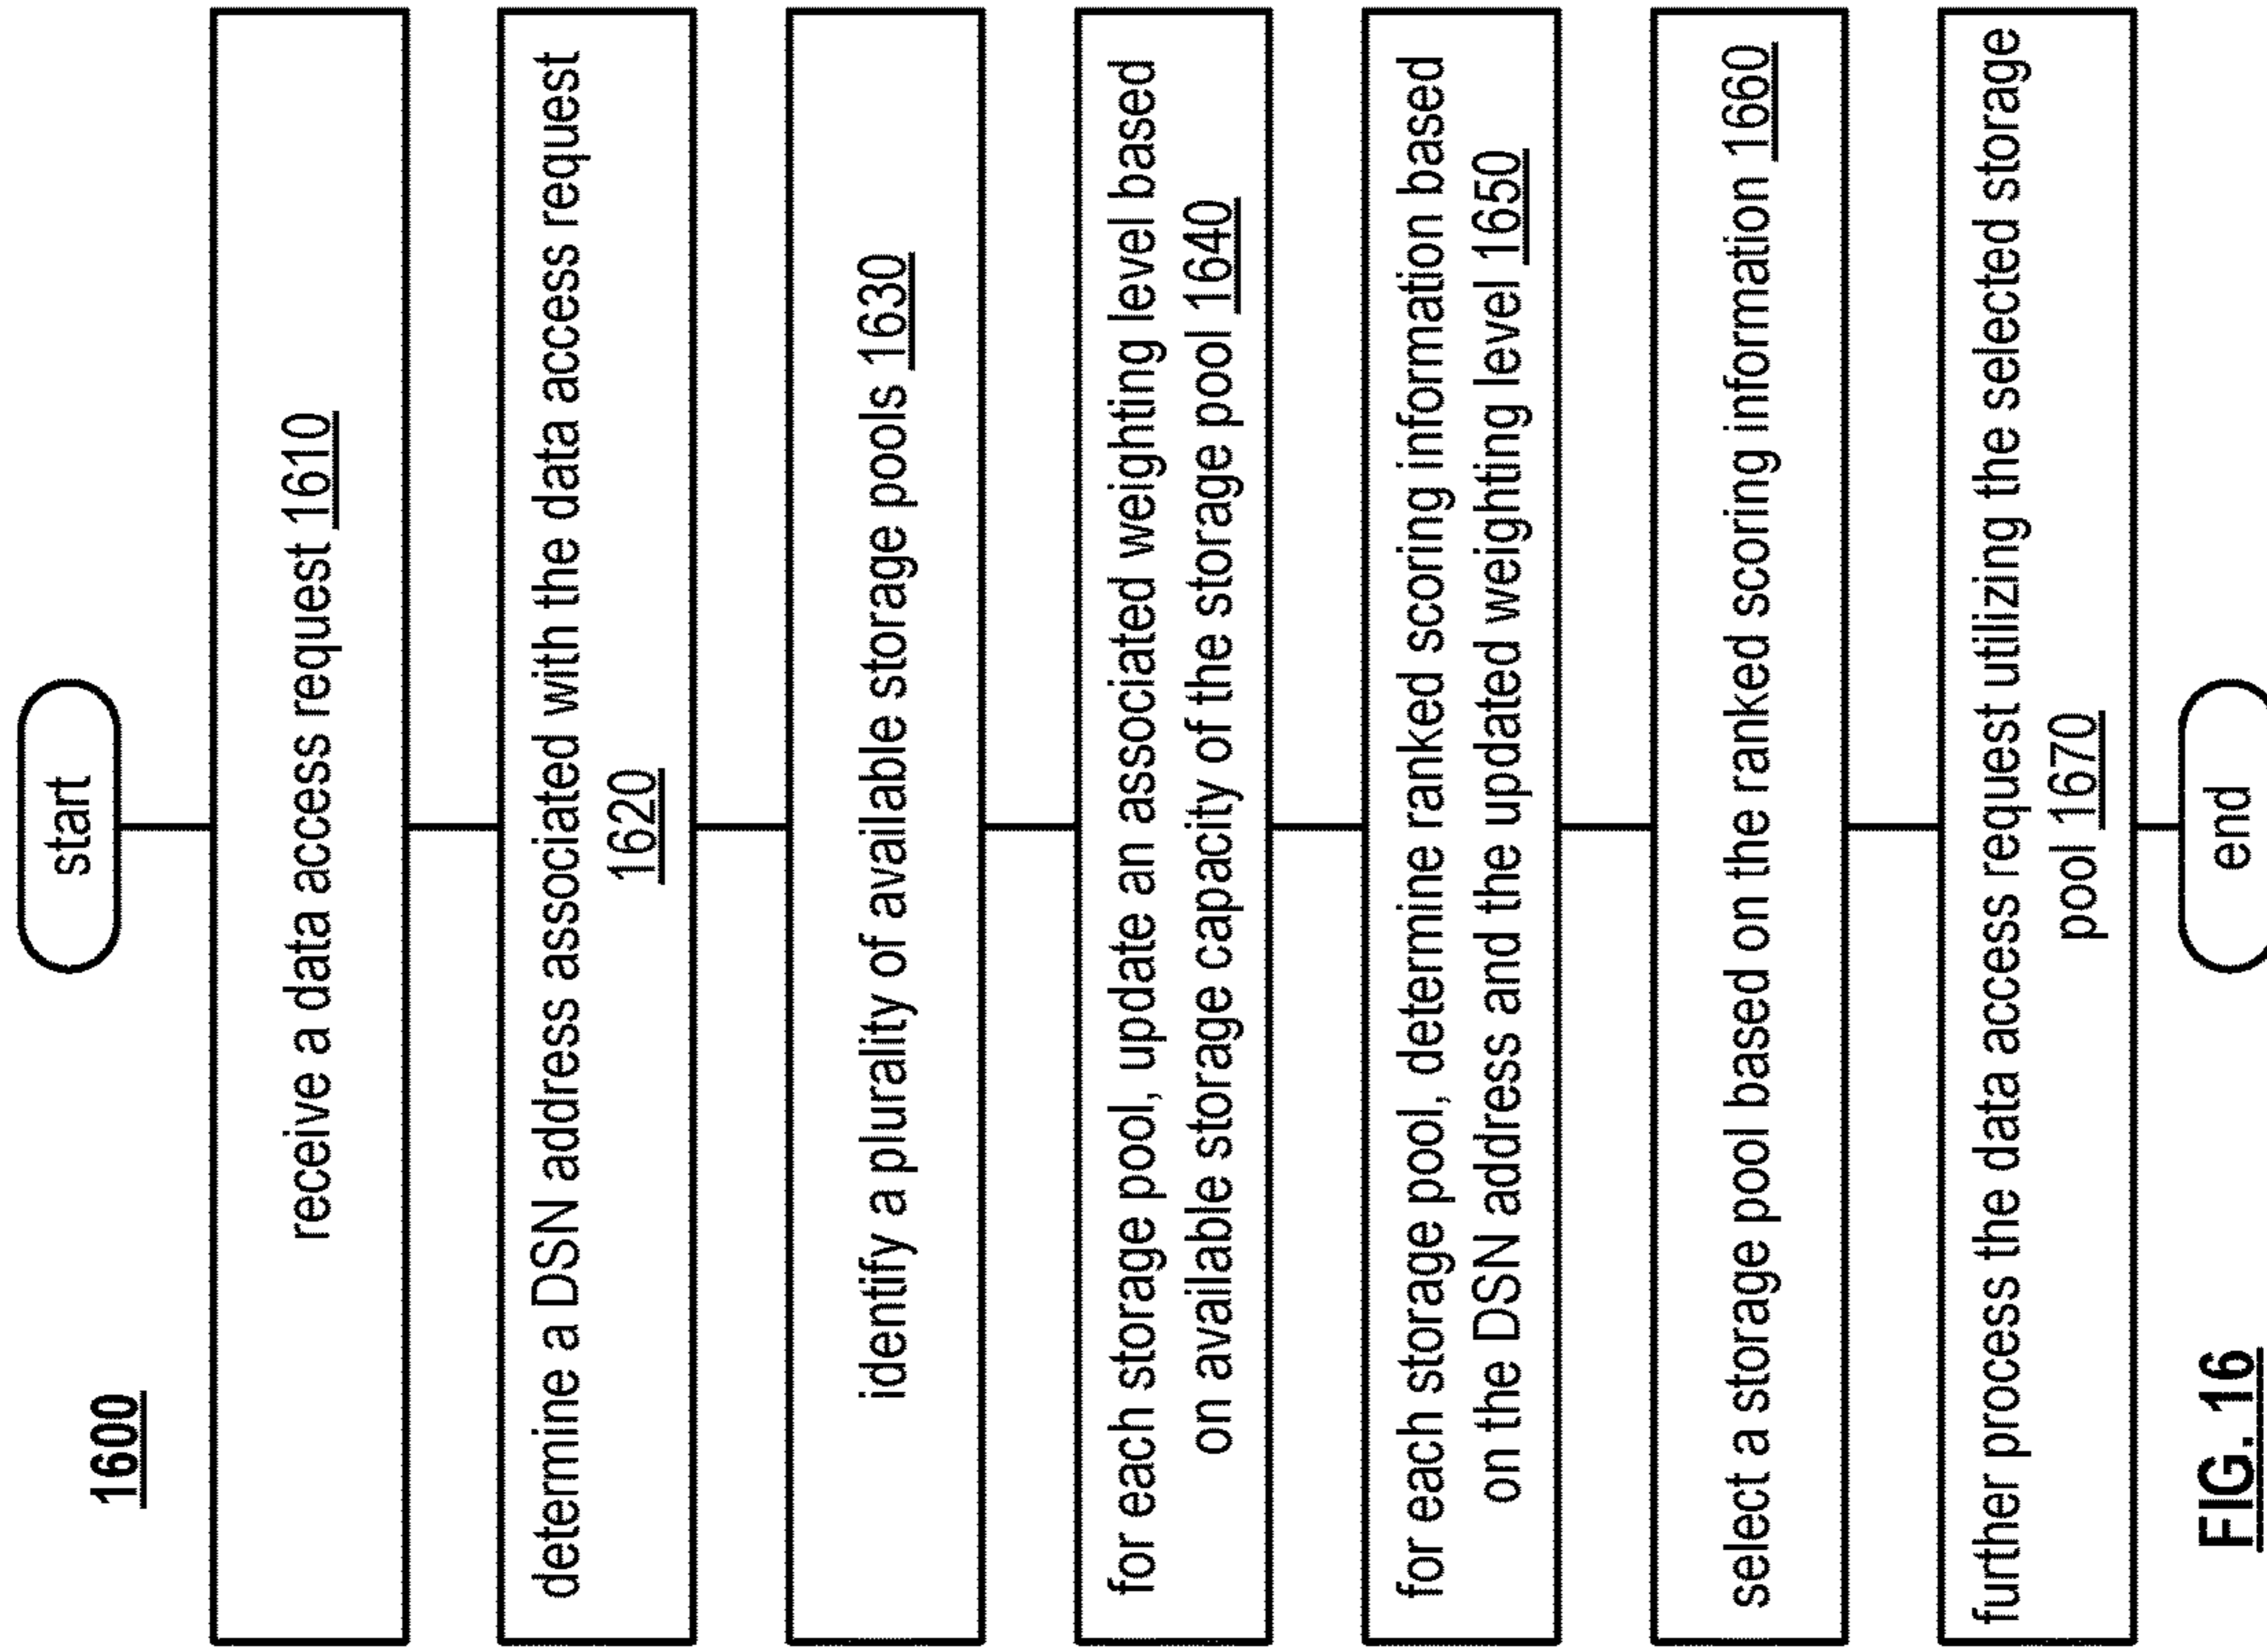 1600
start
receive a data access request 1610
determine a DSN address associated with the data access request
1620
identify a plurality of available storage pools 1630
for each storage pool, update an associated weighting level based
on available storage capacity of the storage pool 1640
for each storage pool, determine ranked scoring information based
on the DSN address and the updated weighting level 1650
select a storage pool based on the ranked scoring information 1660
further process the data access request utilizing the selected storage
pool 1670
end
FIG. 16